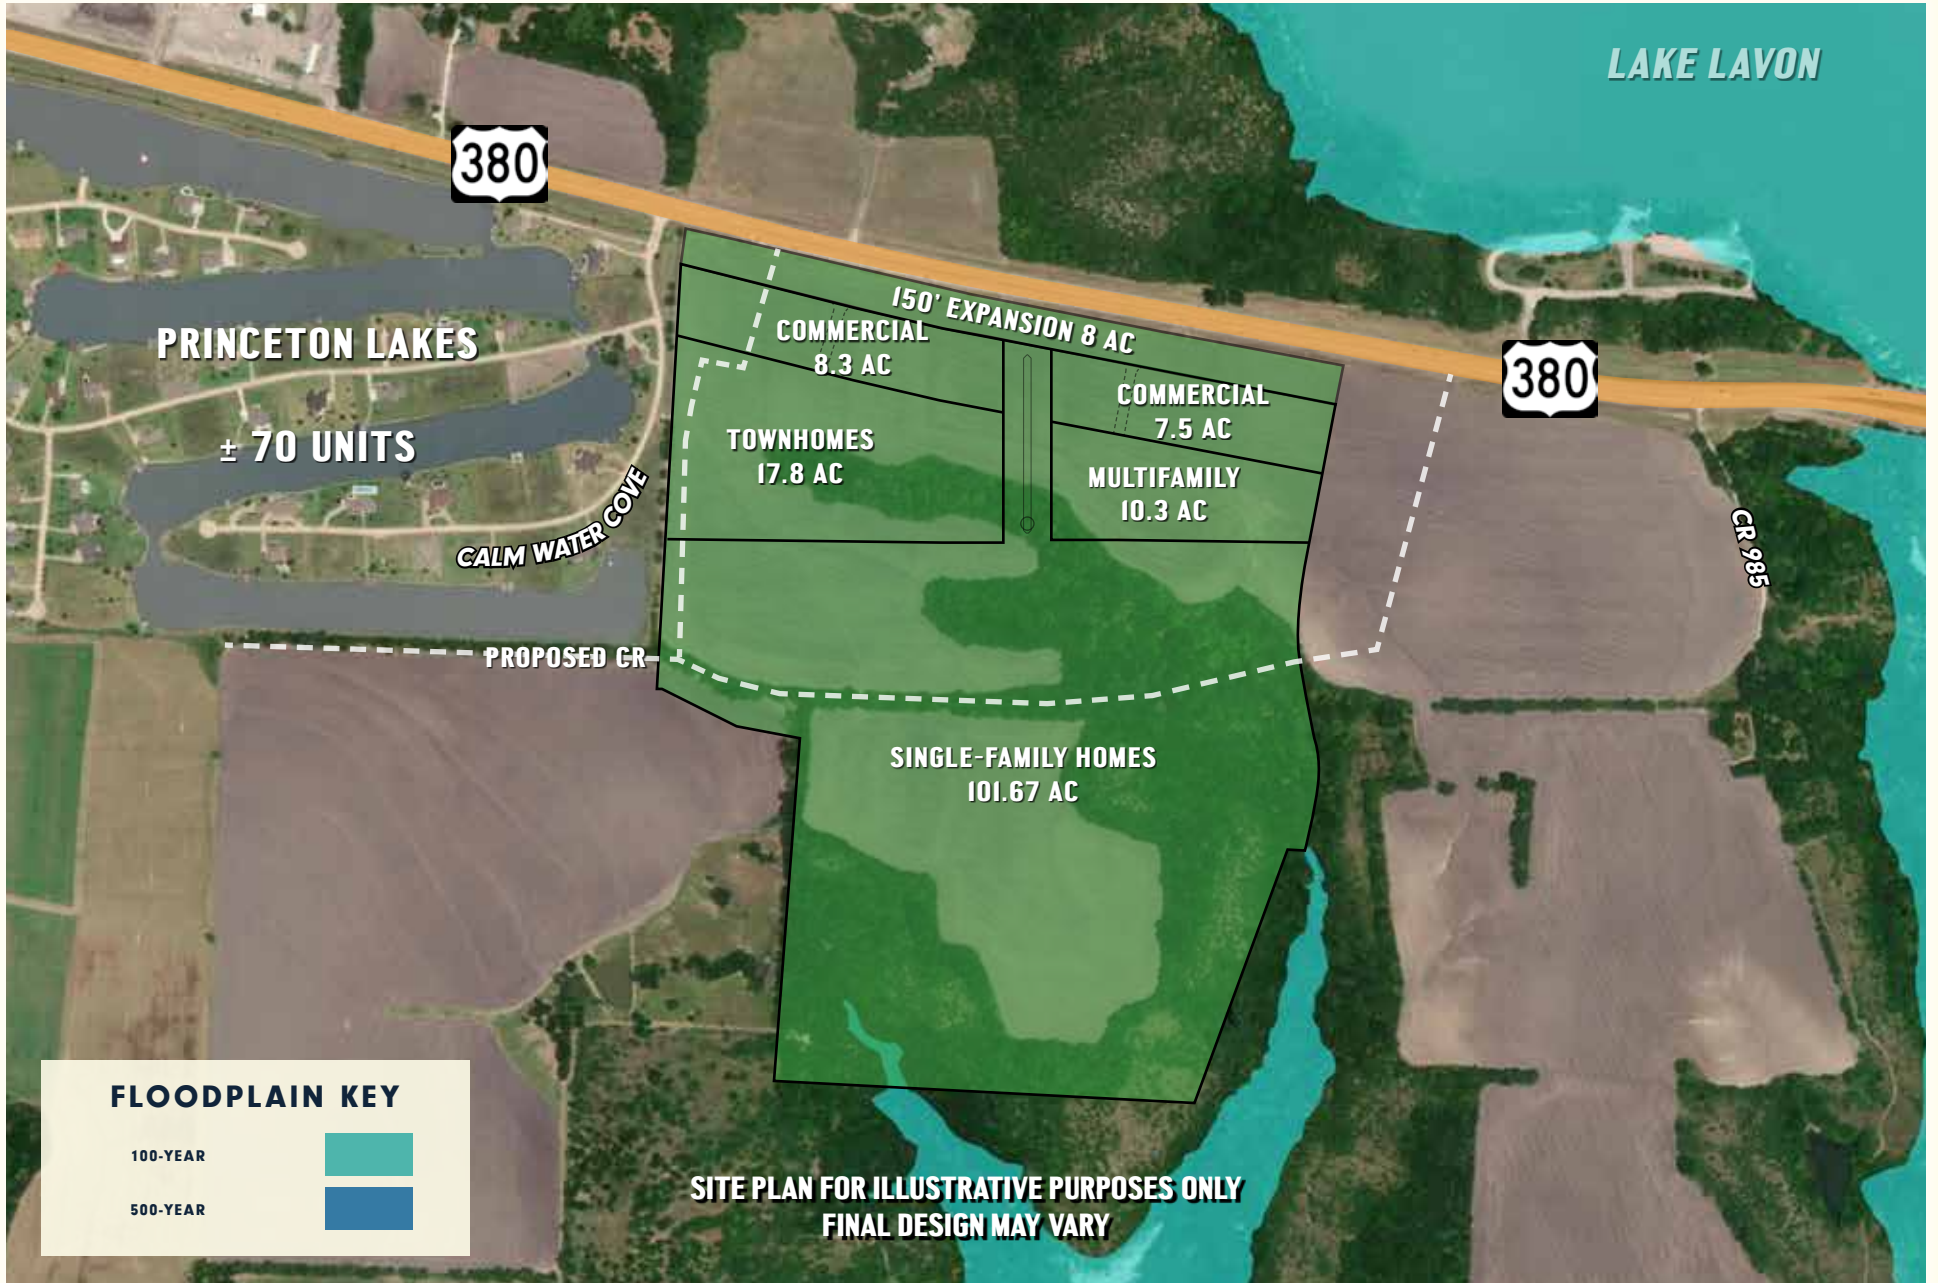 LAKE LAVON
380
150' EXPANSION 8 AC
COMMERCIAL
8.3 AC
PRINCETON LAKES
380
COMMERCIAL
7.5 AC
± 70 UNITS
TOWNHOMES
17.8 AC
MULTIFAMILY
10.3 AC
CALM WATER COVE
CR 985
PROPOSED CR
SINGLE-FAMILY HOMES
101.67 AC
FLOODPLAIN KEY
100-YEAR
500-YEAR
SITE PLAN FOR ILLUSTRATIVE PURPOSES ONLY
FINAL DESIGN MAY VARY